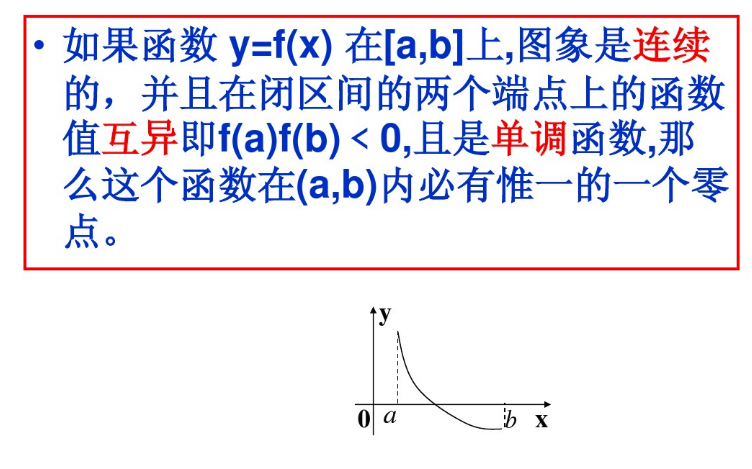 • 如果函数 y=f(x) 在[a,b]上,图象是连续
的，并且在闭区间的两个端点上的函数
值互异即f(a)f(b)﹤0,且是单调函数,那
么这个函数在(a,b)内必有惟一的一个零
点。
y
0 a b x